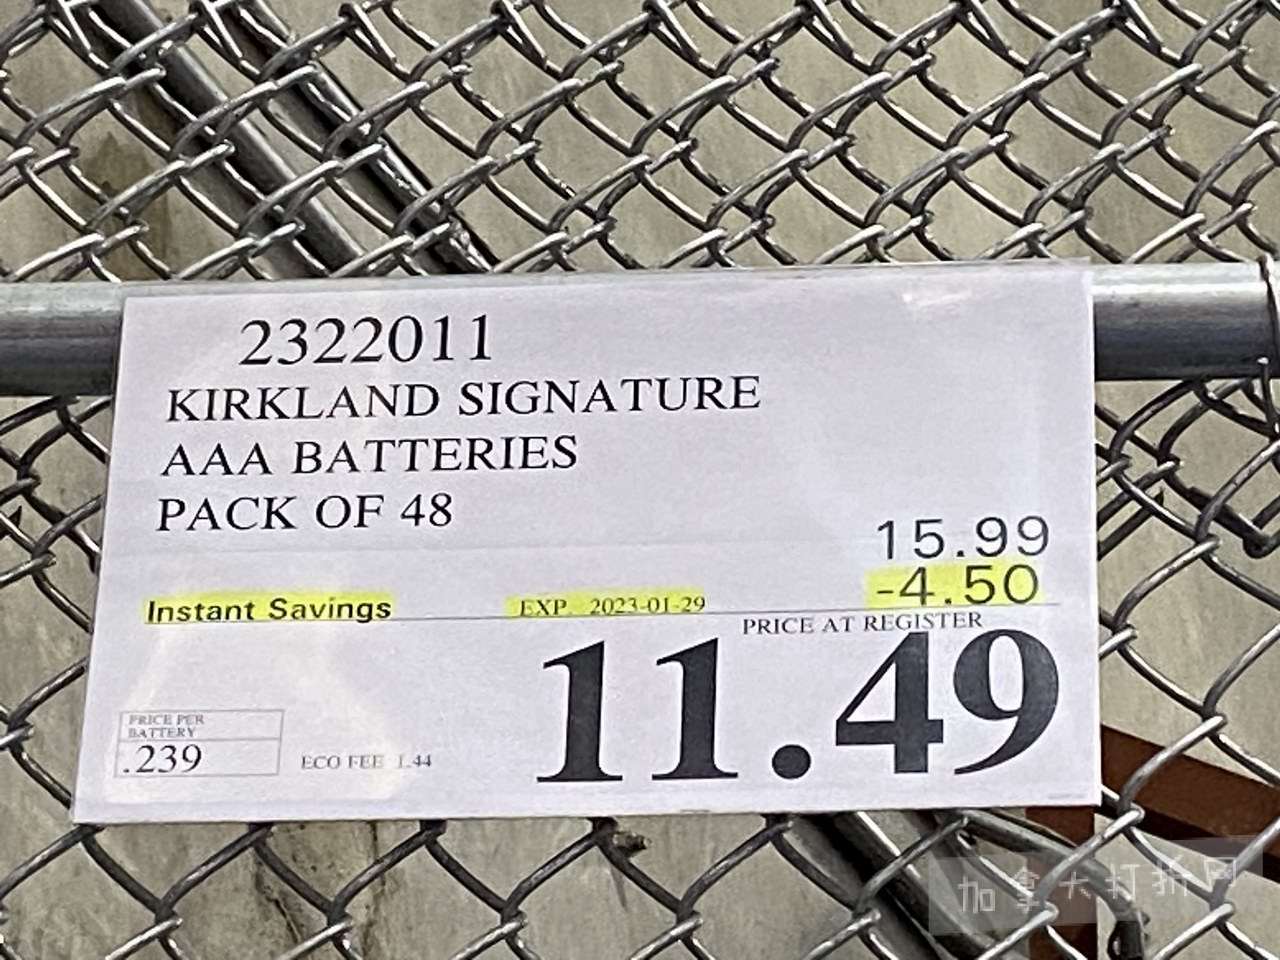 2322011
KIRKLAND SIGNATURE
AAA BATTERIES
PACK OF 48
15.99
Instant Savings EXP. 2023-01-29 -4.50
PRICE AT REGISTER
11.49
PRICE PER
BATTERY
.239
ECO FEE 1.44
加拿大打折网